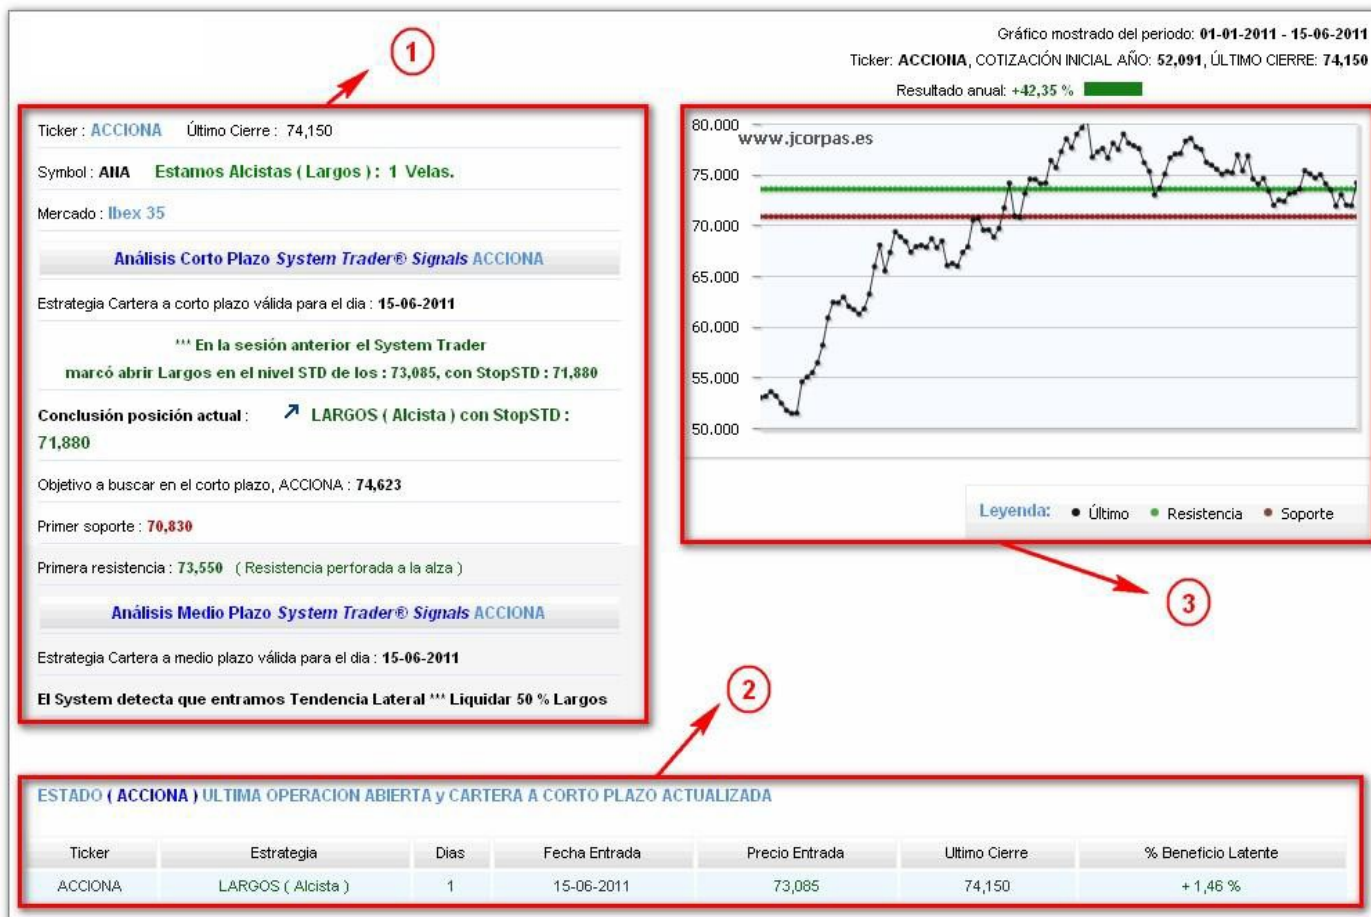 Gráfico mostrado del periodo: 01-01-2011 - 15-06-2011
Ticker: ACCIONA, COTIZACIÓN INICIAL AÑO: 52,091, ÚLTIMO CIERRE: 74,150
Resultado anual: +42,35 %
1
Ticker : ACCIONA Último Cierre : 74,150
Symbol : ANA Estamos Alcistas ( Largos ) : 1 Velas.
Mercado : Ibex 35
Análisis Corto Plazo System Trader® Signals ACCIONA
Estrategia Cartera a corto plazo válida para el dia : 15-06-2011
*** En la sesión anterior el System Trader
marcó abrir Largos en el nivel STD de los : 73,085, con StopSTD : 71,880
Conclusión posición actual : LARGOS ( Alcista ) con StopSTD :
71,880
Objetivo a buscar en el corto plazo, ACCIONA : 74,623
Primer soporte : 70,830
Primera resistencia : 73,550 ( Resistencia perforada a la alza )
Análisis Medio Plazo System Trader® Signals ACCIONA
Estrategia Cartera a medio plazo válida para el dia : 15-06-2011
El System detecta que entramos Tendencia Lateral *** Liquidar 50 % Largos
www.jcorpas.es
80.000
75.000
70.000
65.000
60.000
55.000
50.000
Leyenda: Último Resistencia Soporte
3
2
ESTADO ( ACCIONA ) ULTIMA OPERACION ABIERTA y CARTERA A CORTO PLAZO ACTUALIZADA
Ticker Estrategia Dias Fecha Entrada Precio Entrada Ultimo Cierre % Beneficio Latente
ACCIONA LARGOS ( Alcista ) 1 15-06-2011 73,085 74,150 + 1,46 %